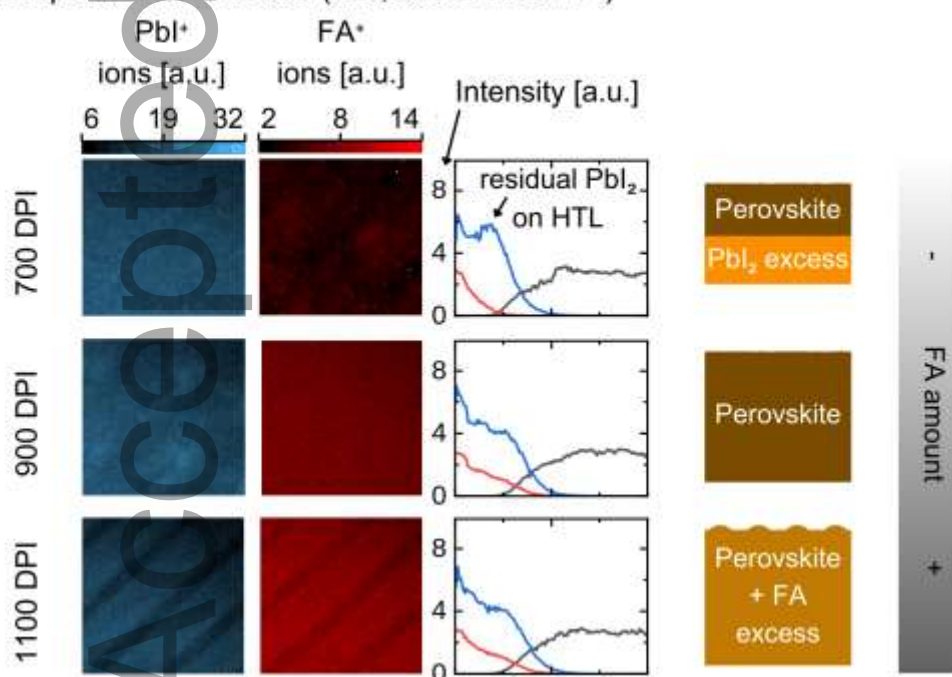 PbI⁺
FA⁺
ions [a.u.]
ions [a.u.]
6 19 32
2 8 14
Intensity [a.u.]
700 DPI
8
4
0
residual PbI₂
on HTL
Perovskite
PbI₂ excess
-
900 DPI
8
4
0
Perovskite
FA amount
1100 DPI
8
4
0
Perovskite
+ FA
excess
+
Accepted